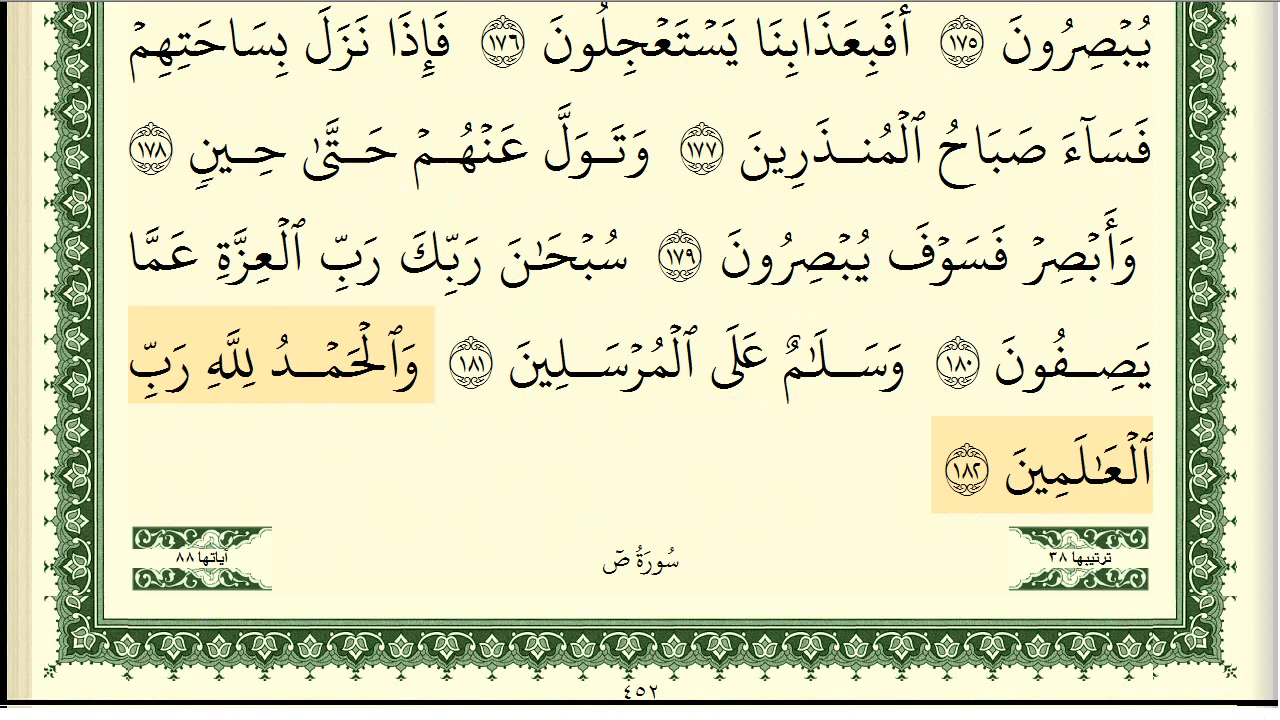 يُبۡصِرُونَ ١٧٥ أَفَبِعَذَابِنَا يَسۡتَعۡجِلُونَ ١٧٦ فَإِذَا نَزَلَ بِسَاحَتِهِمۡ
فَسَآءَ صَبَاحُ ٱلۡمُنذَرِينَ ١٧٧ وَتَوَلَّ عَنۡهُمۡ حَتَّىٰ حِينٖ ١٧٨
وَأَبۡصِرۡ فَسَوۡفَ يُبۡصِرُونَ ١٧٩ سُبۡحَٰنَ رَبِّكَ رَبِّ ٱلۡعِزَّةِ عَمَّا
يَصِفُونَ ١٨٠ وَسَلَٰمٌ عَلَى ٱلۡمُرۡسَلِينَ ١٨١ وَٱلۡحَمۡدُ لِلَّهِ رَبِّ
ٱلۡعَٰلَمِينَ ١٨٢
ترتيبها ٣٨ سُورَةُ صٓ أياتها ٨٨
٤٥٢